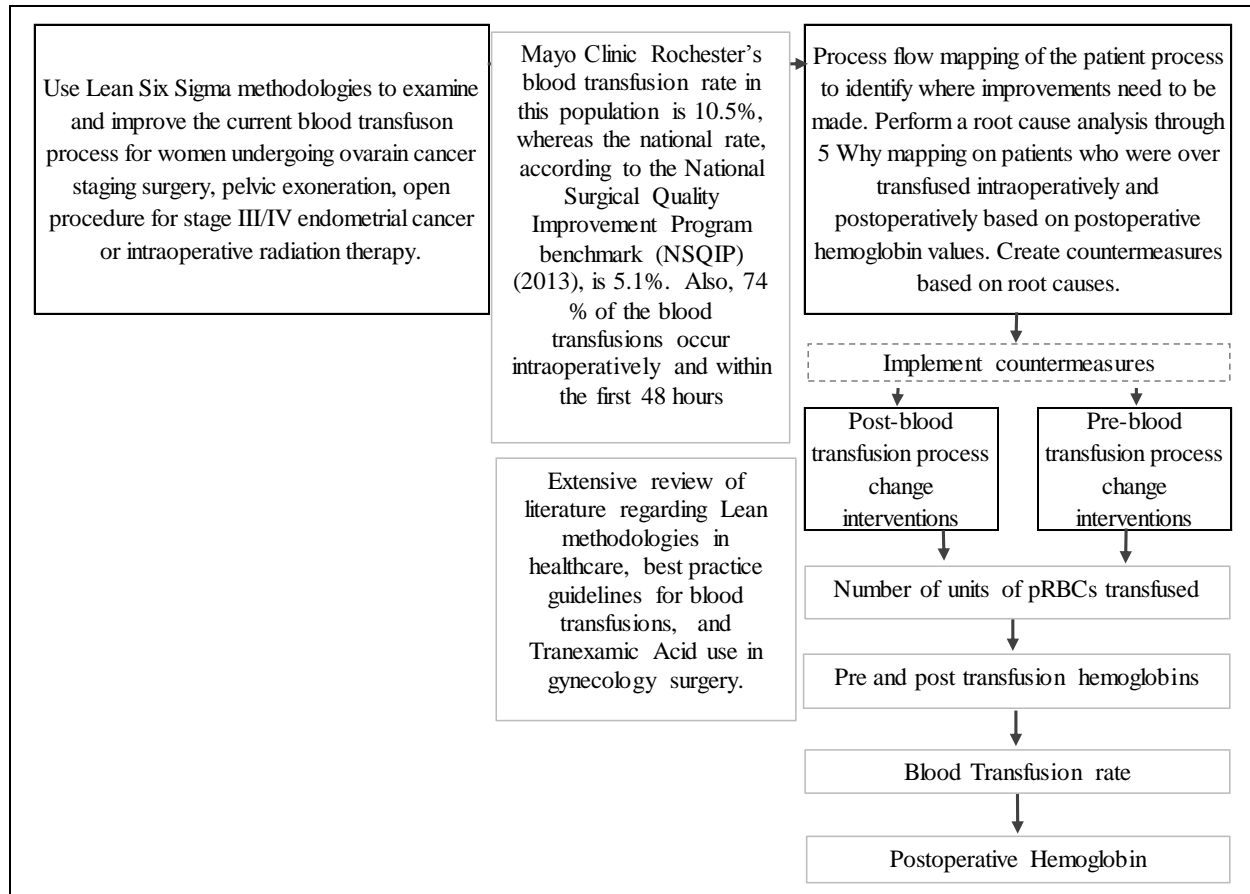 Use Lean Six Sigma methodologies to examine
and improve the current blood transfuson
process for women undergoing ovarain cancer
staging surgery, pelvic exoneration, open
procedure for stage III/IV endometrial cancer
or intraoperative radiation therapy.
Mayo Clinic Rochester's
blood transfusion rate in
this population is 10.5%,
whereas the national rate,
according to the National
Surgical Quality
Improvement Program
benchmark (NSQIP)
(2013), is 5.1%. Also, 74
% of the blood
transfusions occur
intraoperatively and within
the first 48 hours
Extensive review of
literature regarding Lean
methodologies in
healthcare, best practice
guidelines for blood
transfusions, and
Tranexamic Acid use in
gynecology surgery.
Process flow mapping of the patient process
to identify where improvements need to be
made. Perform a root cause analysis through
5 Why mapping on patients who were over
transfused intraoperatively and
postoperatively based on postoperative
hemoglobin values. Create countermeasures
based on root causes.
Implement countermeasures
Post-blood
transfusion process
change
interventions
Pre-blood
transfusion process
change
interventions
Number of units of pRBCs transfused
Pre and post transfusion hemoglobins
Blood Transfusion rate
Postoperative Hemoglobin